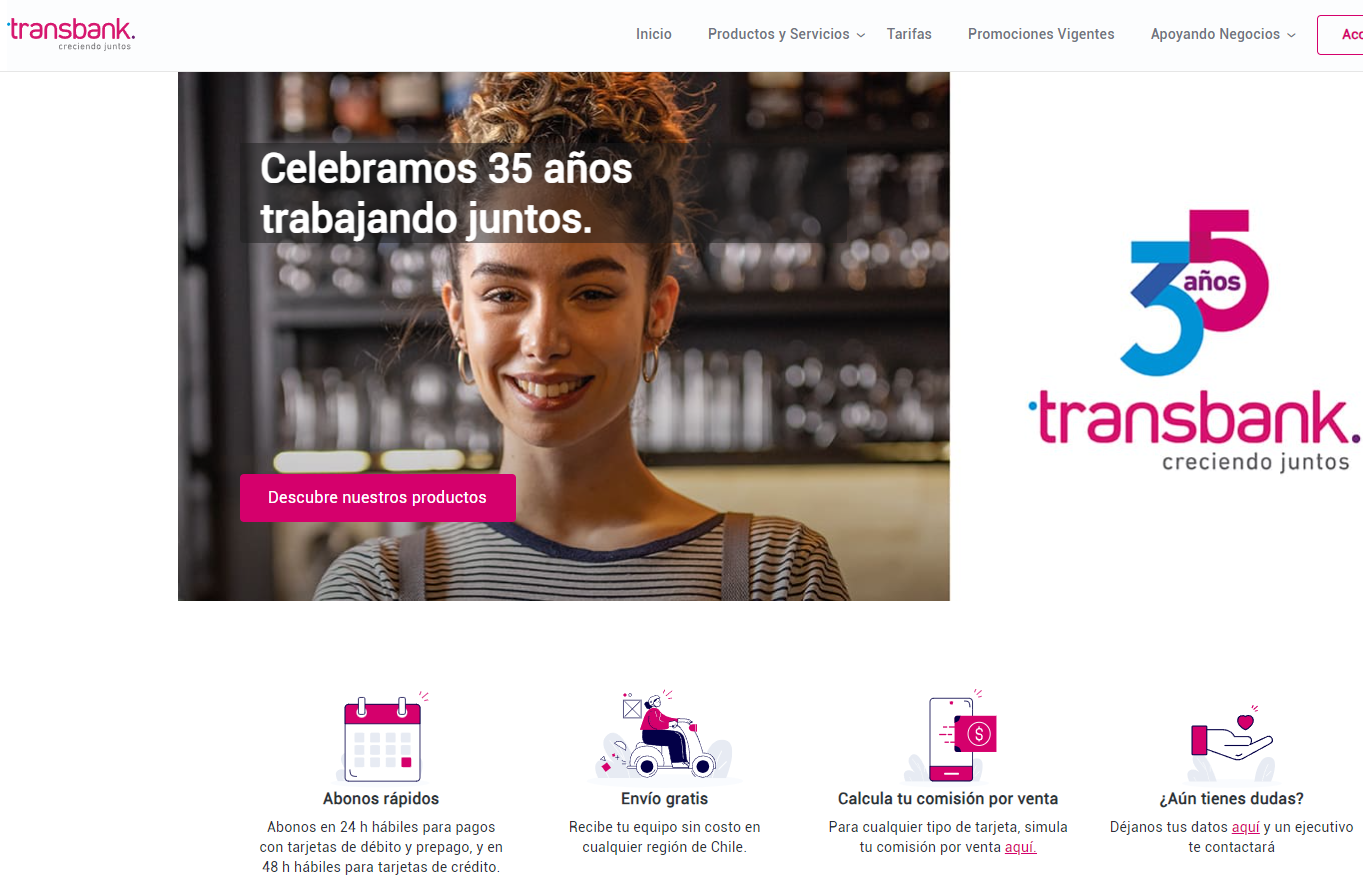 transbank.
creciendo juntos
Inicio
Productos y Servicios
Tarifas
Promociones Vigentes
Apoyando Negocios
Celebramos 35 años
trabajando juntos.
Descubre nuestros productos
35
años
transbank.
creciendo juntos
Abonos rápidos
Abonos en 24 h hábiles para pagos
con tarjetas de débito y prepago, y en
48 h hábiles para tarjetas de crédito.
Envío gratis
Recibe tu equipo sin costo en
cualquier región de Chile.
$
Calcula tu comisión por venta
Para cualquier tipo de tarjeta, simula
tu comisión por venta aquí.
¿Aún tienes dudas?
Déjanos tus datos aquí y un ejecutivo
te contactará